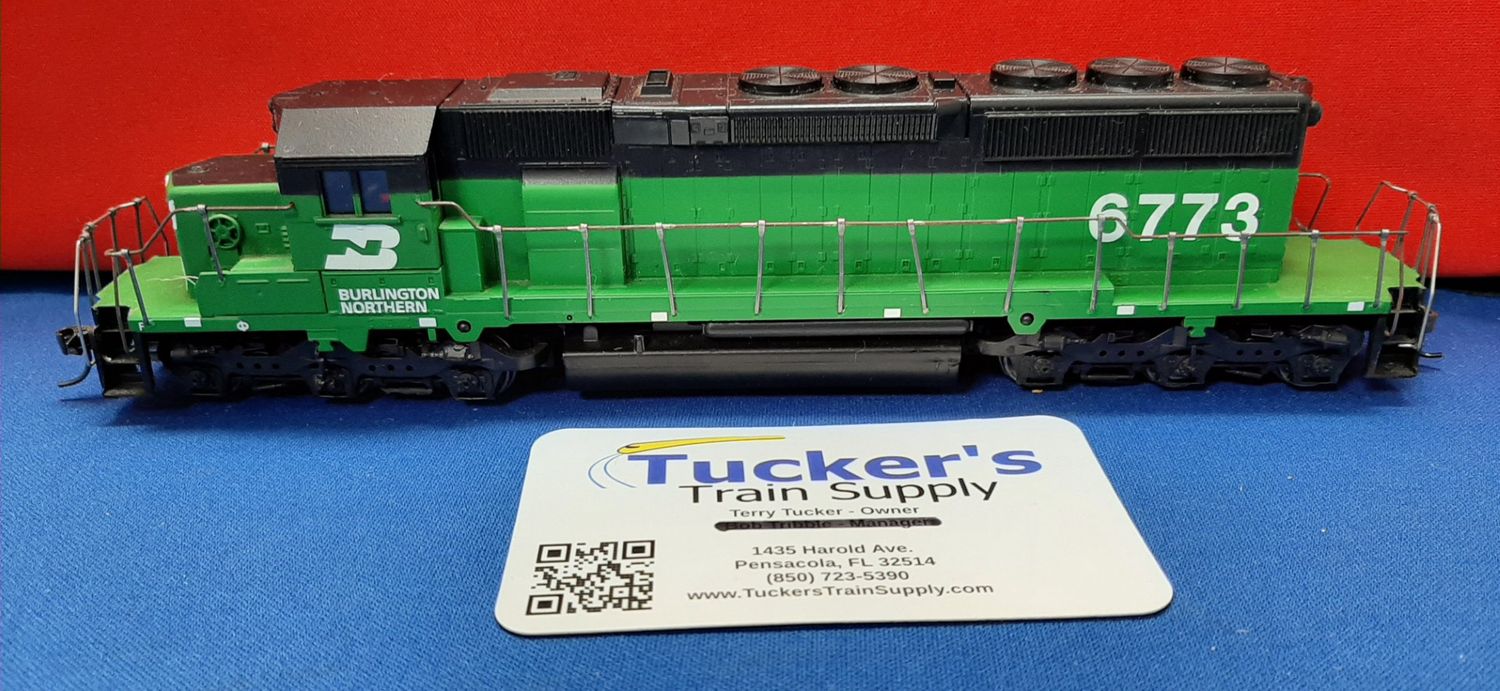 6773
BN
BURLINGTON
NORTHERN
F
Tucker's
Train Supply
Terry Tucker - Owner
Bob Tribble - Manager
1435 Harold Ave.
Pensacola, FL 32514
(850) 723-5390
www.TuckersTrainSupply.com